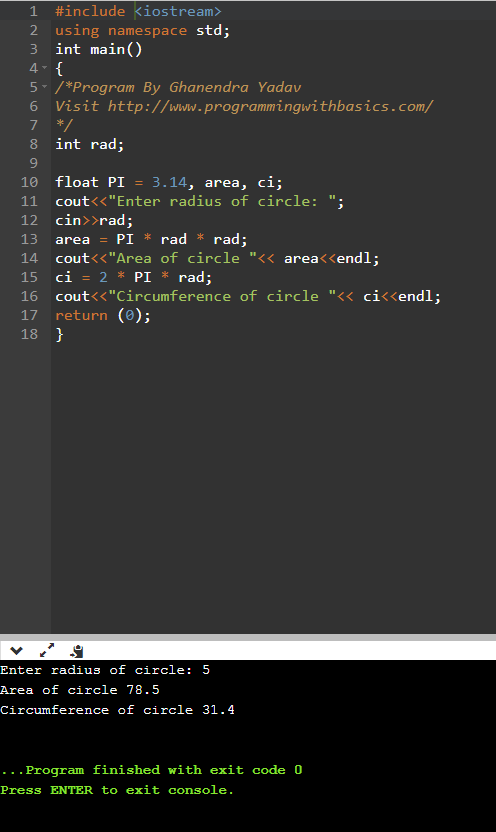 1 #include <iostream>
2 using namespace std;
3 int main()
4 {
5 /*Program By Ghanendra Yadav
6 Visit http://www.programmingwithbasics.com/
7 */
8 int rad;
9
10 float PI = 3.14, area, ci;
11 cout<<"Enter radius of circle: ";
12 cin>>rad;
13 area = PI * rad * rad;
14 cout<<"Area of circle "<< area<<endl;
15 ci = 2 * PI * rad;
16 cout<<"Circumference of circle "<< ci<<endl;
17 return (0);
18 }
Enter radius of circle: 5
Area of circle 78.5
Circumference of circle 31.4
...Program finished with exit code 0
Press ENTER to exit console.